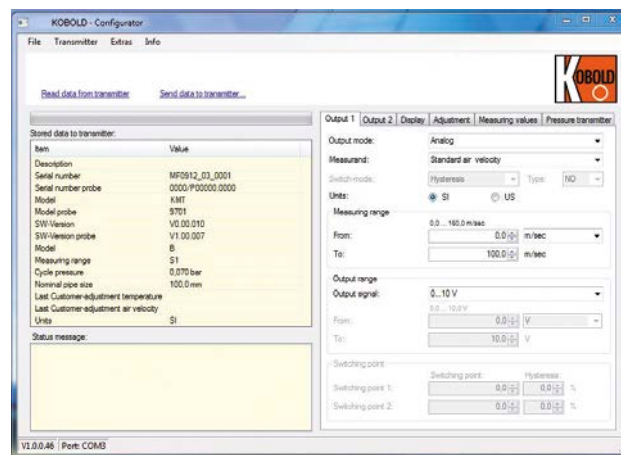 KOBOLD - Configurator
File Transmitter Extras Info
KOBOLD
Read data from transmitter Send data to transmitter...
Output 1 Output 2 Display Adjustment Measuring values Pressure transmitter
Stored data to transmitter:
Item Value
Description
Serial number MF0912_03_0001
Serial number probe 0000/P00000.0000
Model KMT
Model probe 9701
SW-Version V0.00.010
SW-Version probe V1.00.007
Model B
Measuring range S1
Cycle pressure 0,070 bar
Nominal pipe size 100,0 mm
Last Customer-adjustment temperature
Last Customer-adjustment air velocity
Units SI
Status message:
Output mode: Analog
Measurand: Standard air velocity
Switch-mode: Hysteresis Type: NO
Units: SI US
Measuring range
0,0 ... 160,0 m/sec
From: 0.0 m/sec
To: 100,0 m/sec
Output range
Output signal: 0...10 V
0.0 ... 10,0 V
From: 0,0 V
To: 10.0 V
Switching point
Switching point: Hysterese:
Switching point 1: 0,0 0,0 %
Switching point 2: 0,0 0,0 %
V1.0.0.46 Port: COM3